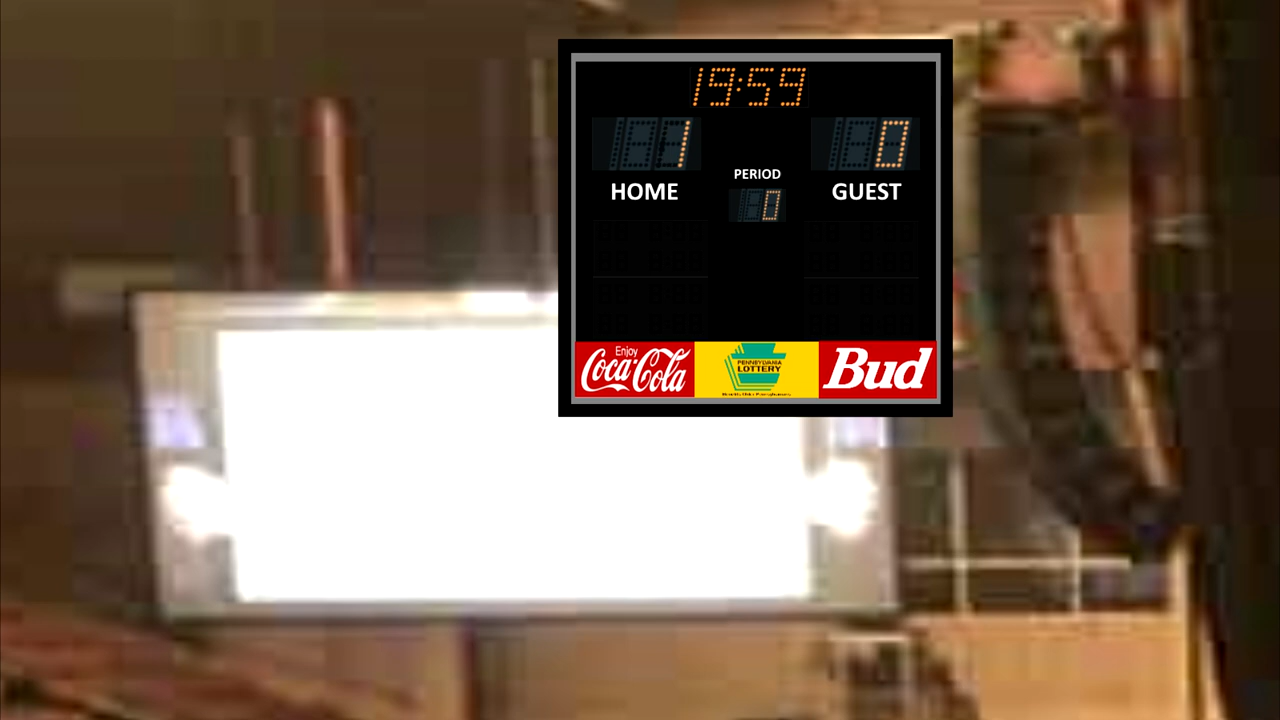 19:59
1
0
PERIOD
HOME
GUEST
0
Enjoy
Coca-Cola
PENNSYLVANIA
LOTTERY
Bud